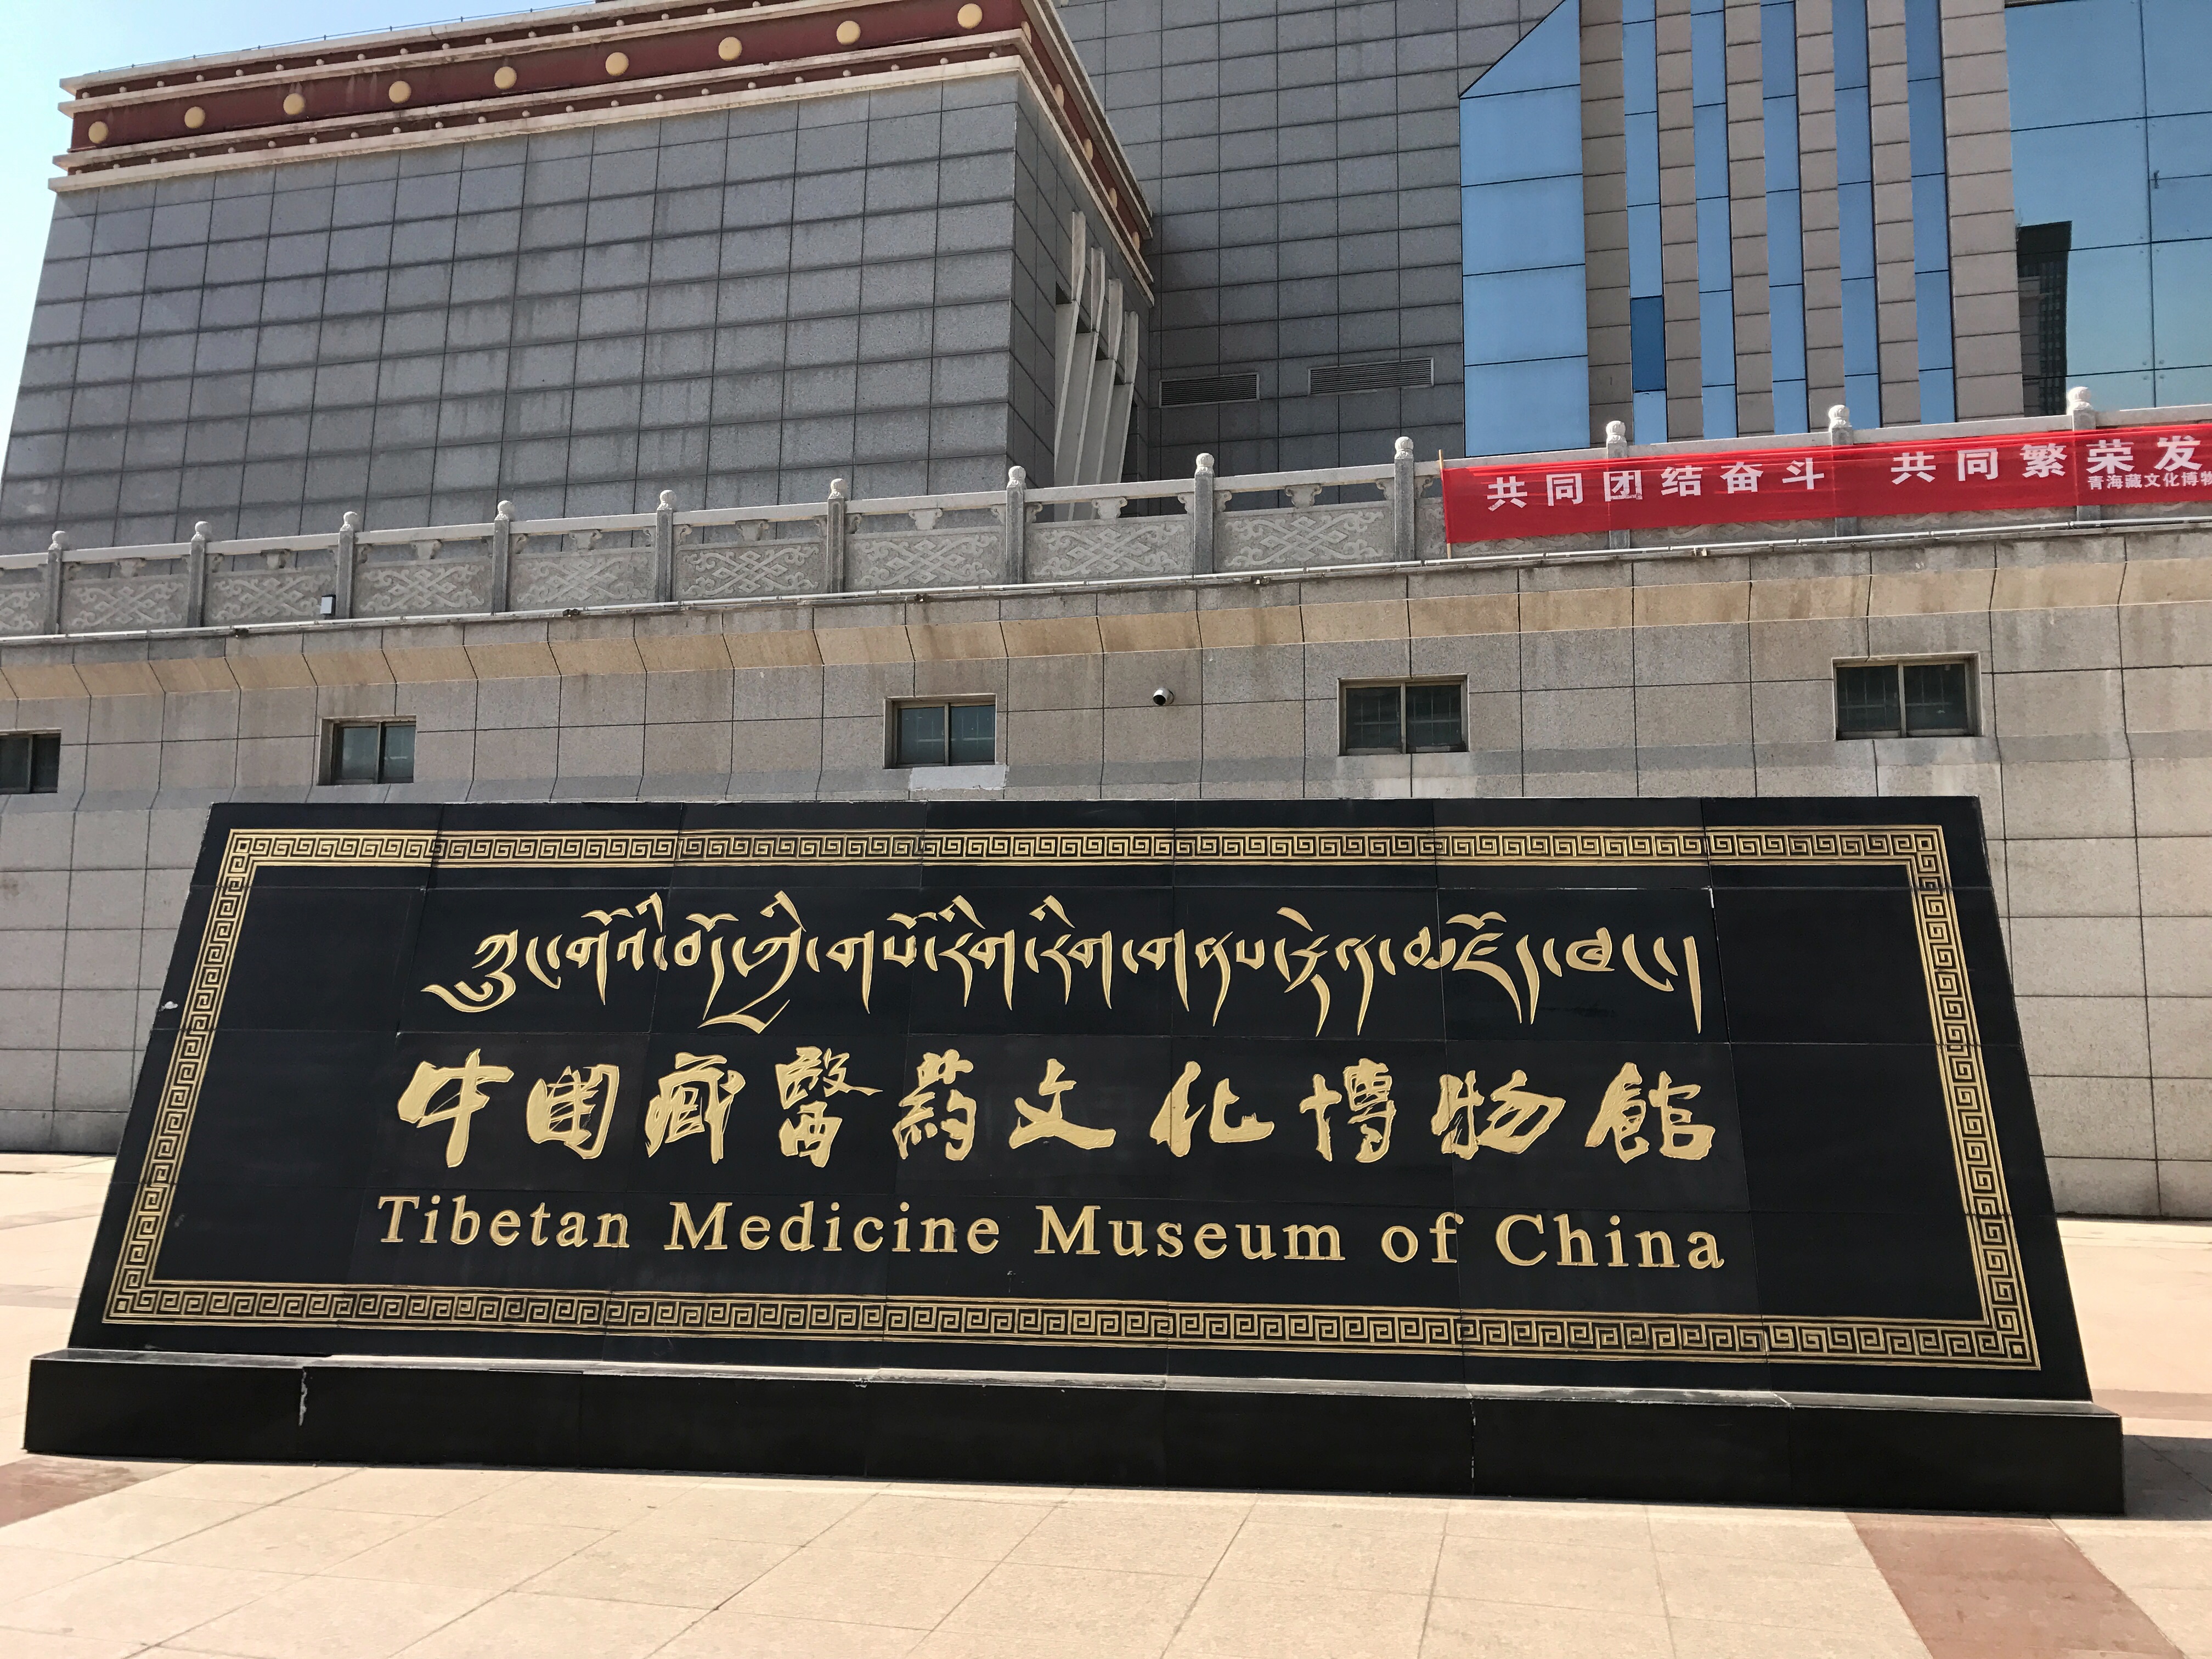 共同团结奋斗 共同繁荣发
青海藏文化博物
中国藏醫药文化博物館
Tibetan Medicine Museum of China